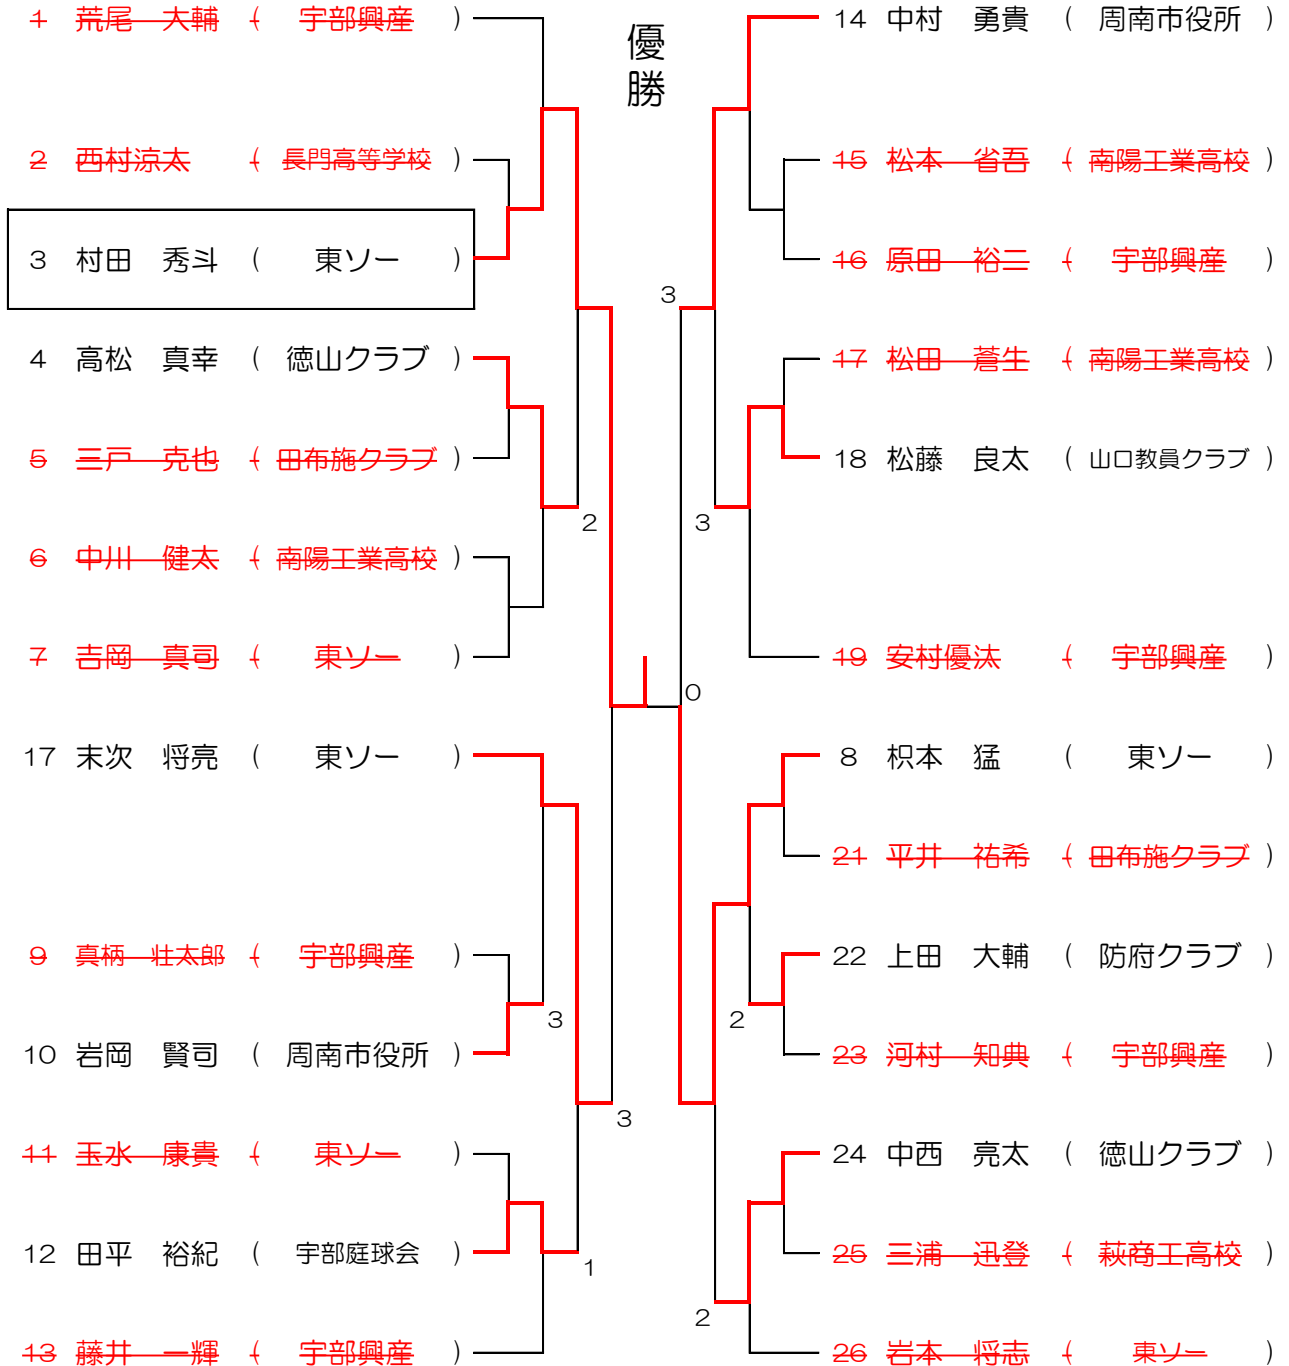 優勝
1 荒尾 大輔 ( 宇部興産 )
2 西村涼太 ( 長門高等学校 )
3 村田 秀斗 ( 東ソー )
4 高松 真幸 ( 徳山クラブ )
5 三戸 克也 ( 田布施クラブ )
2
6 中川 健太 ( 南陽工業高校 )
7 吉岡 真司 ( 東ソー )
17 末次 将亮 ( 東ソー )
9 真柄 壮太郎 ( 宇部興産 )
3
10 岩岡 賢司 ( 周南市役所 )
3
11 玉水 康貴 ( 東ソー )
12 田平 裕紀 ( 宇部庭球会 )
1
13 藤井 一輝 ( 宇部興産 )
14 中村 勇貴 ( 周南市役所 )
15 松本 省吾 ( 南陽工業高校 )
16 原田 裕二 ( 宇部興産 )
3
17 松田 蒼生 ( 南陽工業高校 )
18 松藤 良太 ( 山口教員クラブ )
3
19 安村優汰 ( 宇部興産 )
0
8 枳本 猛 ( 東ソー )
21 平井 祐希 ( 田布施クラブ )
22 上田 大輔 ( 防府クラブ )
2
23 河村 知典 ( 宇部興産 )
24 中西 亮太 ( 徳山クラブ )
25 三浦 迅登 ( 萩商工高校 )
2
26 岩本 将志 ( 東ソー )